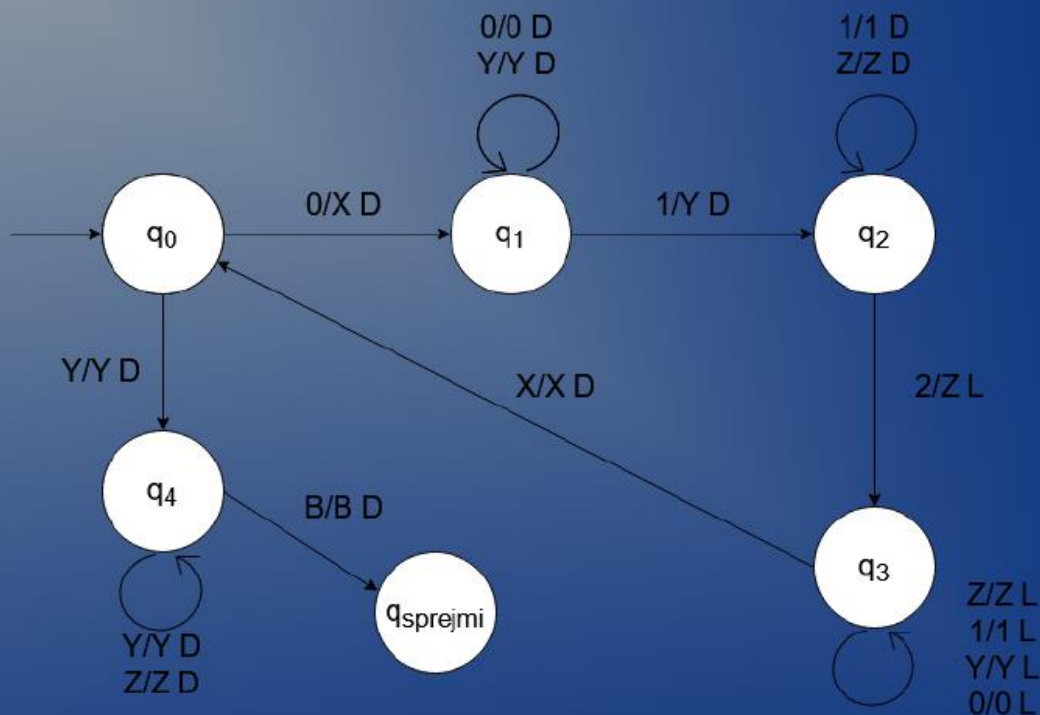 0/0 D
Y/Y D
1/1 D
Z/Z D
q0
0/X D
q1
1/Y D
q2
Y/Y D
X/X D
2/Z L
q4
B/B D
qsprejmi
q3
Y/Y D
Z/Z D
Z/Z L
1/1 L
Y/Y L
0/0 L